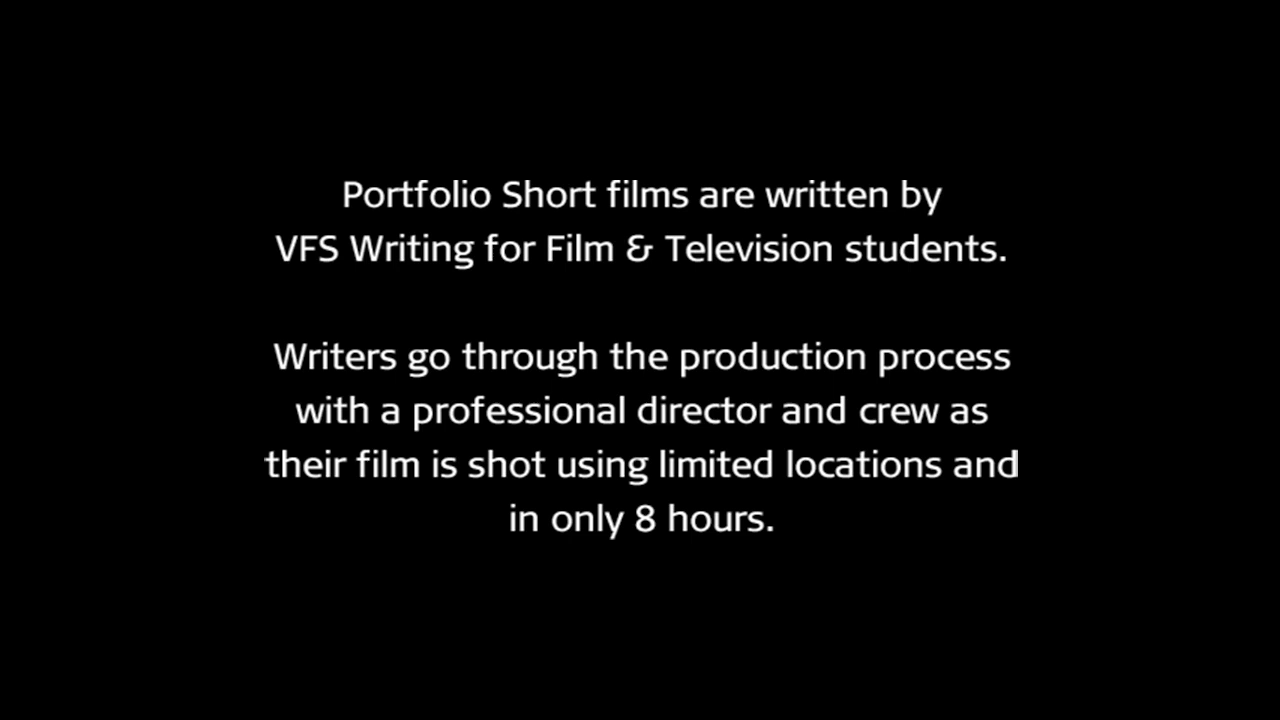 Portfolio Short films are written by
VFS Writing for Film & Television students.
Writers go through the production process
with a professional director and crew as
their film is shot using limited locations and
in only 8 hours.